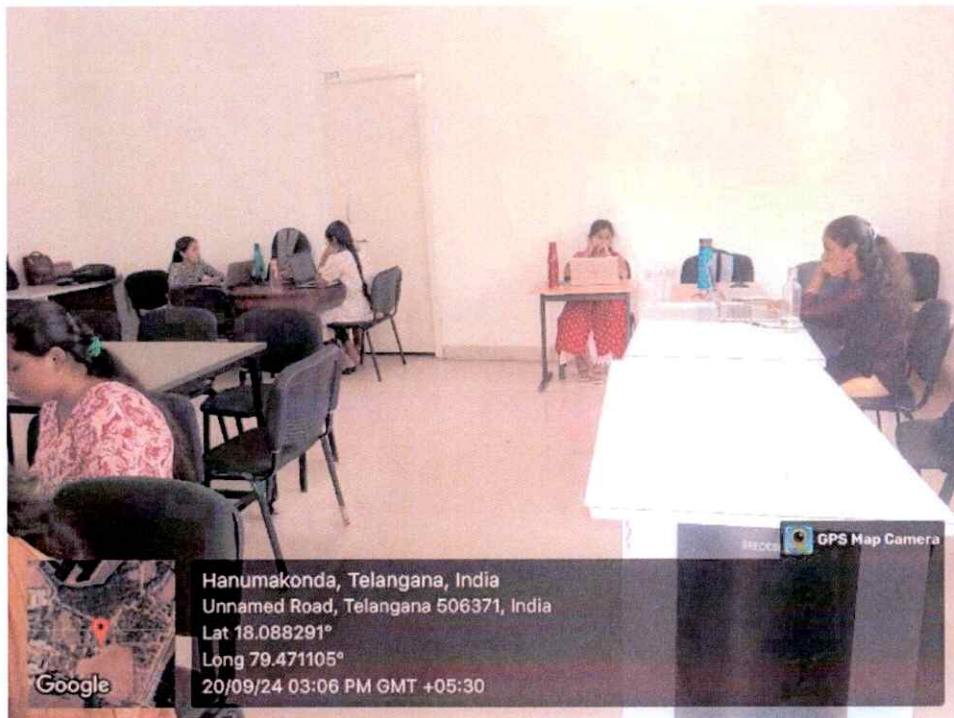 GPS Map Camera
Hanumakonda, Telangana, India
Unnamed Road, Telangana 506371, India
Lat 18.088291°
Long 79.471105°
20/09/24 03:06 PM GMT +05:30
Google